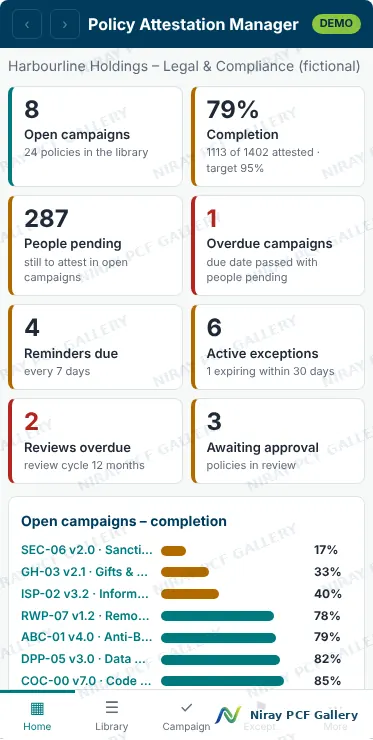 ‹ › Policy Attestation Manager DEMO
Harbourline Holdings – Legal & Compliance (fictional)
8
Open campaigns
24 policies in the library
79%
Completion
1113 of 1402 attested ·
target 95%
287
People pending
still to attest in open
campaigns
1
Overdue campaigns
due date passed with
people pending
4
Reminders due
every 7 days
6
Active exceptions
1 expiring within 30 days
2
Reviews overdue
review cycle 12 months
3
Awaiting approval
policies in review
Open campaigns – completion
SEC-06 v2.0 · Sancti... 17%
GH-03 v2.1 · Gifts & ... 33%
ISP-02 v3.2 · Inform... 40%
RWP-07 v1.2 · Remo... 78%
ABC-01 v4.0 · Anti-B... 79%
DPP-05 v3.0 · Data ... 82%
COC-00 v7.0 · Code ... 85%
Home Library Campaign Except More
Niray PCF Gallery
NIRAY PCF GALLERY